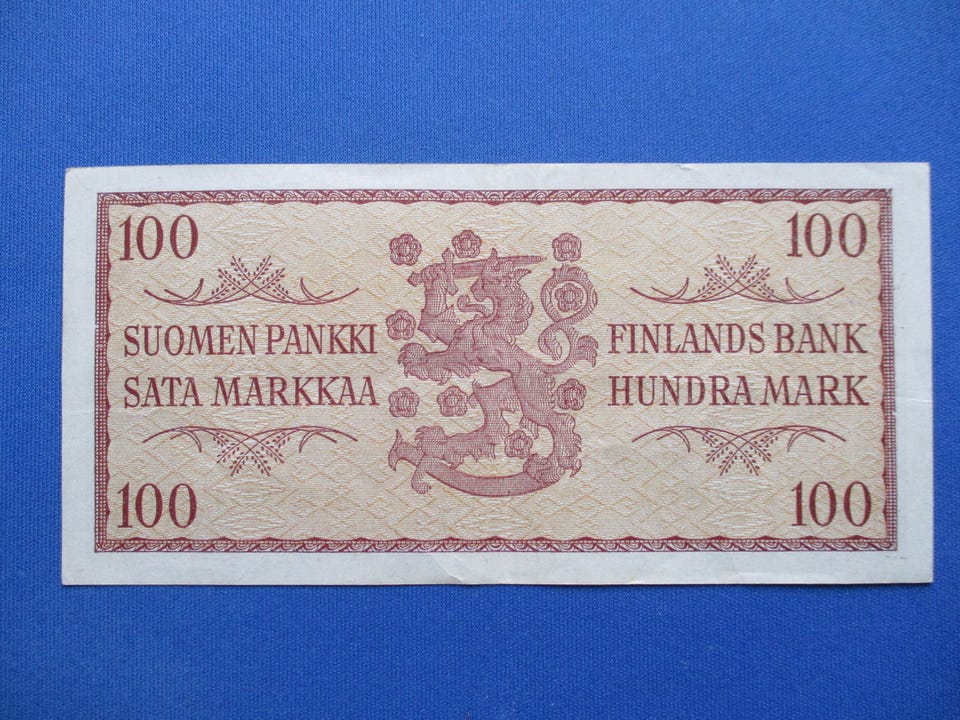 100 100
SUOMEN PANKKI FINLANDS BANK
SATA MARKKAA HUNDRA MARK
100 100